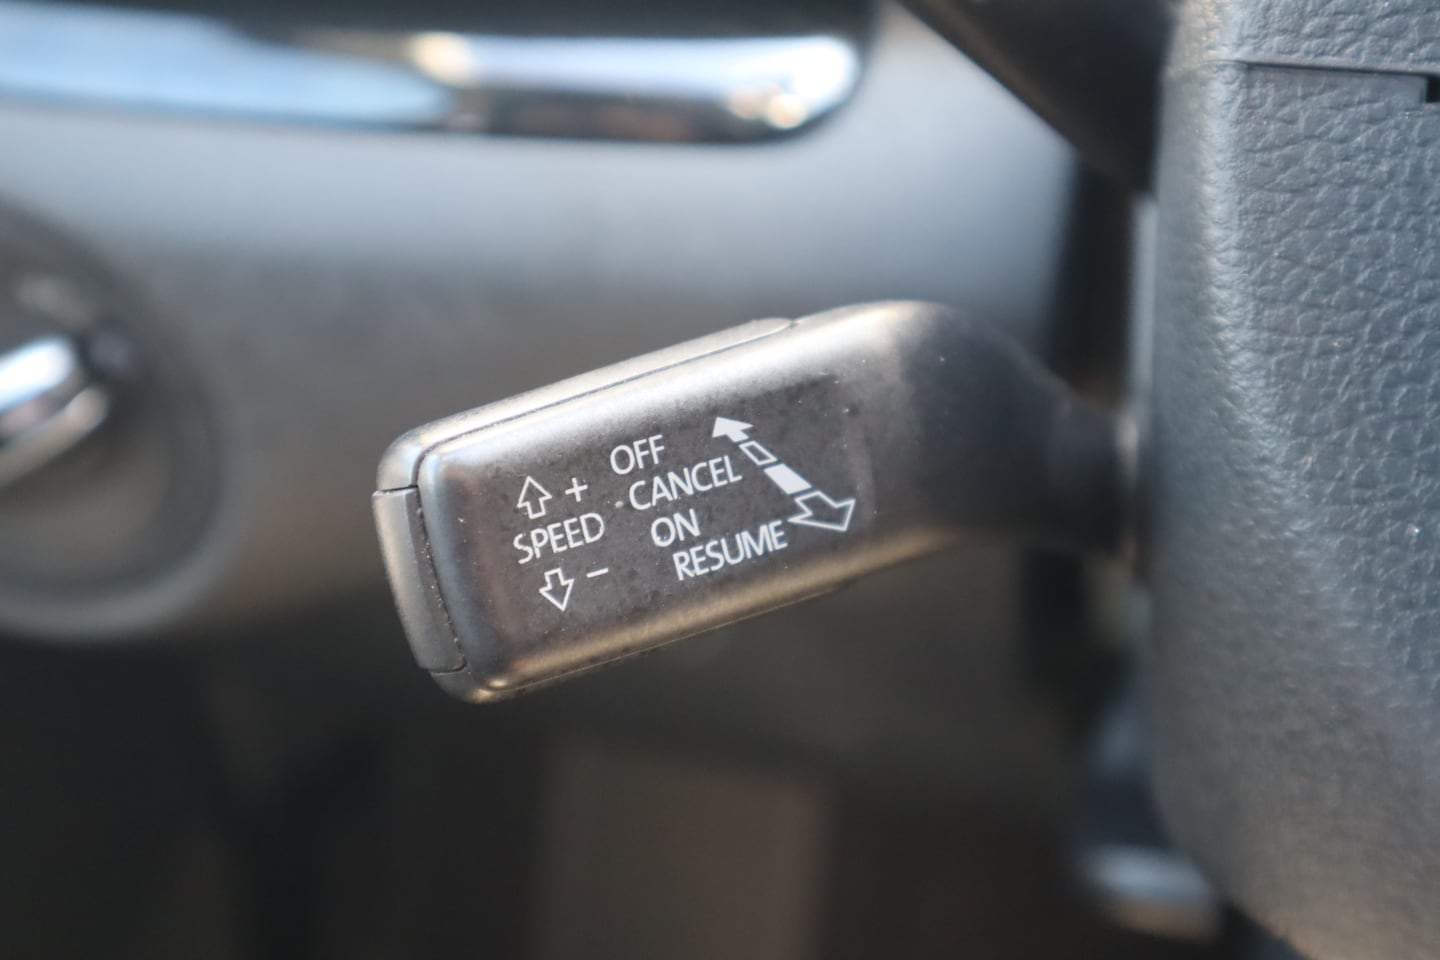 +
SPEED
−
OFF
CANCEL
ON
RESUME